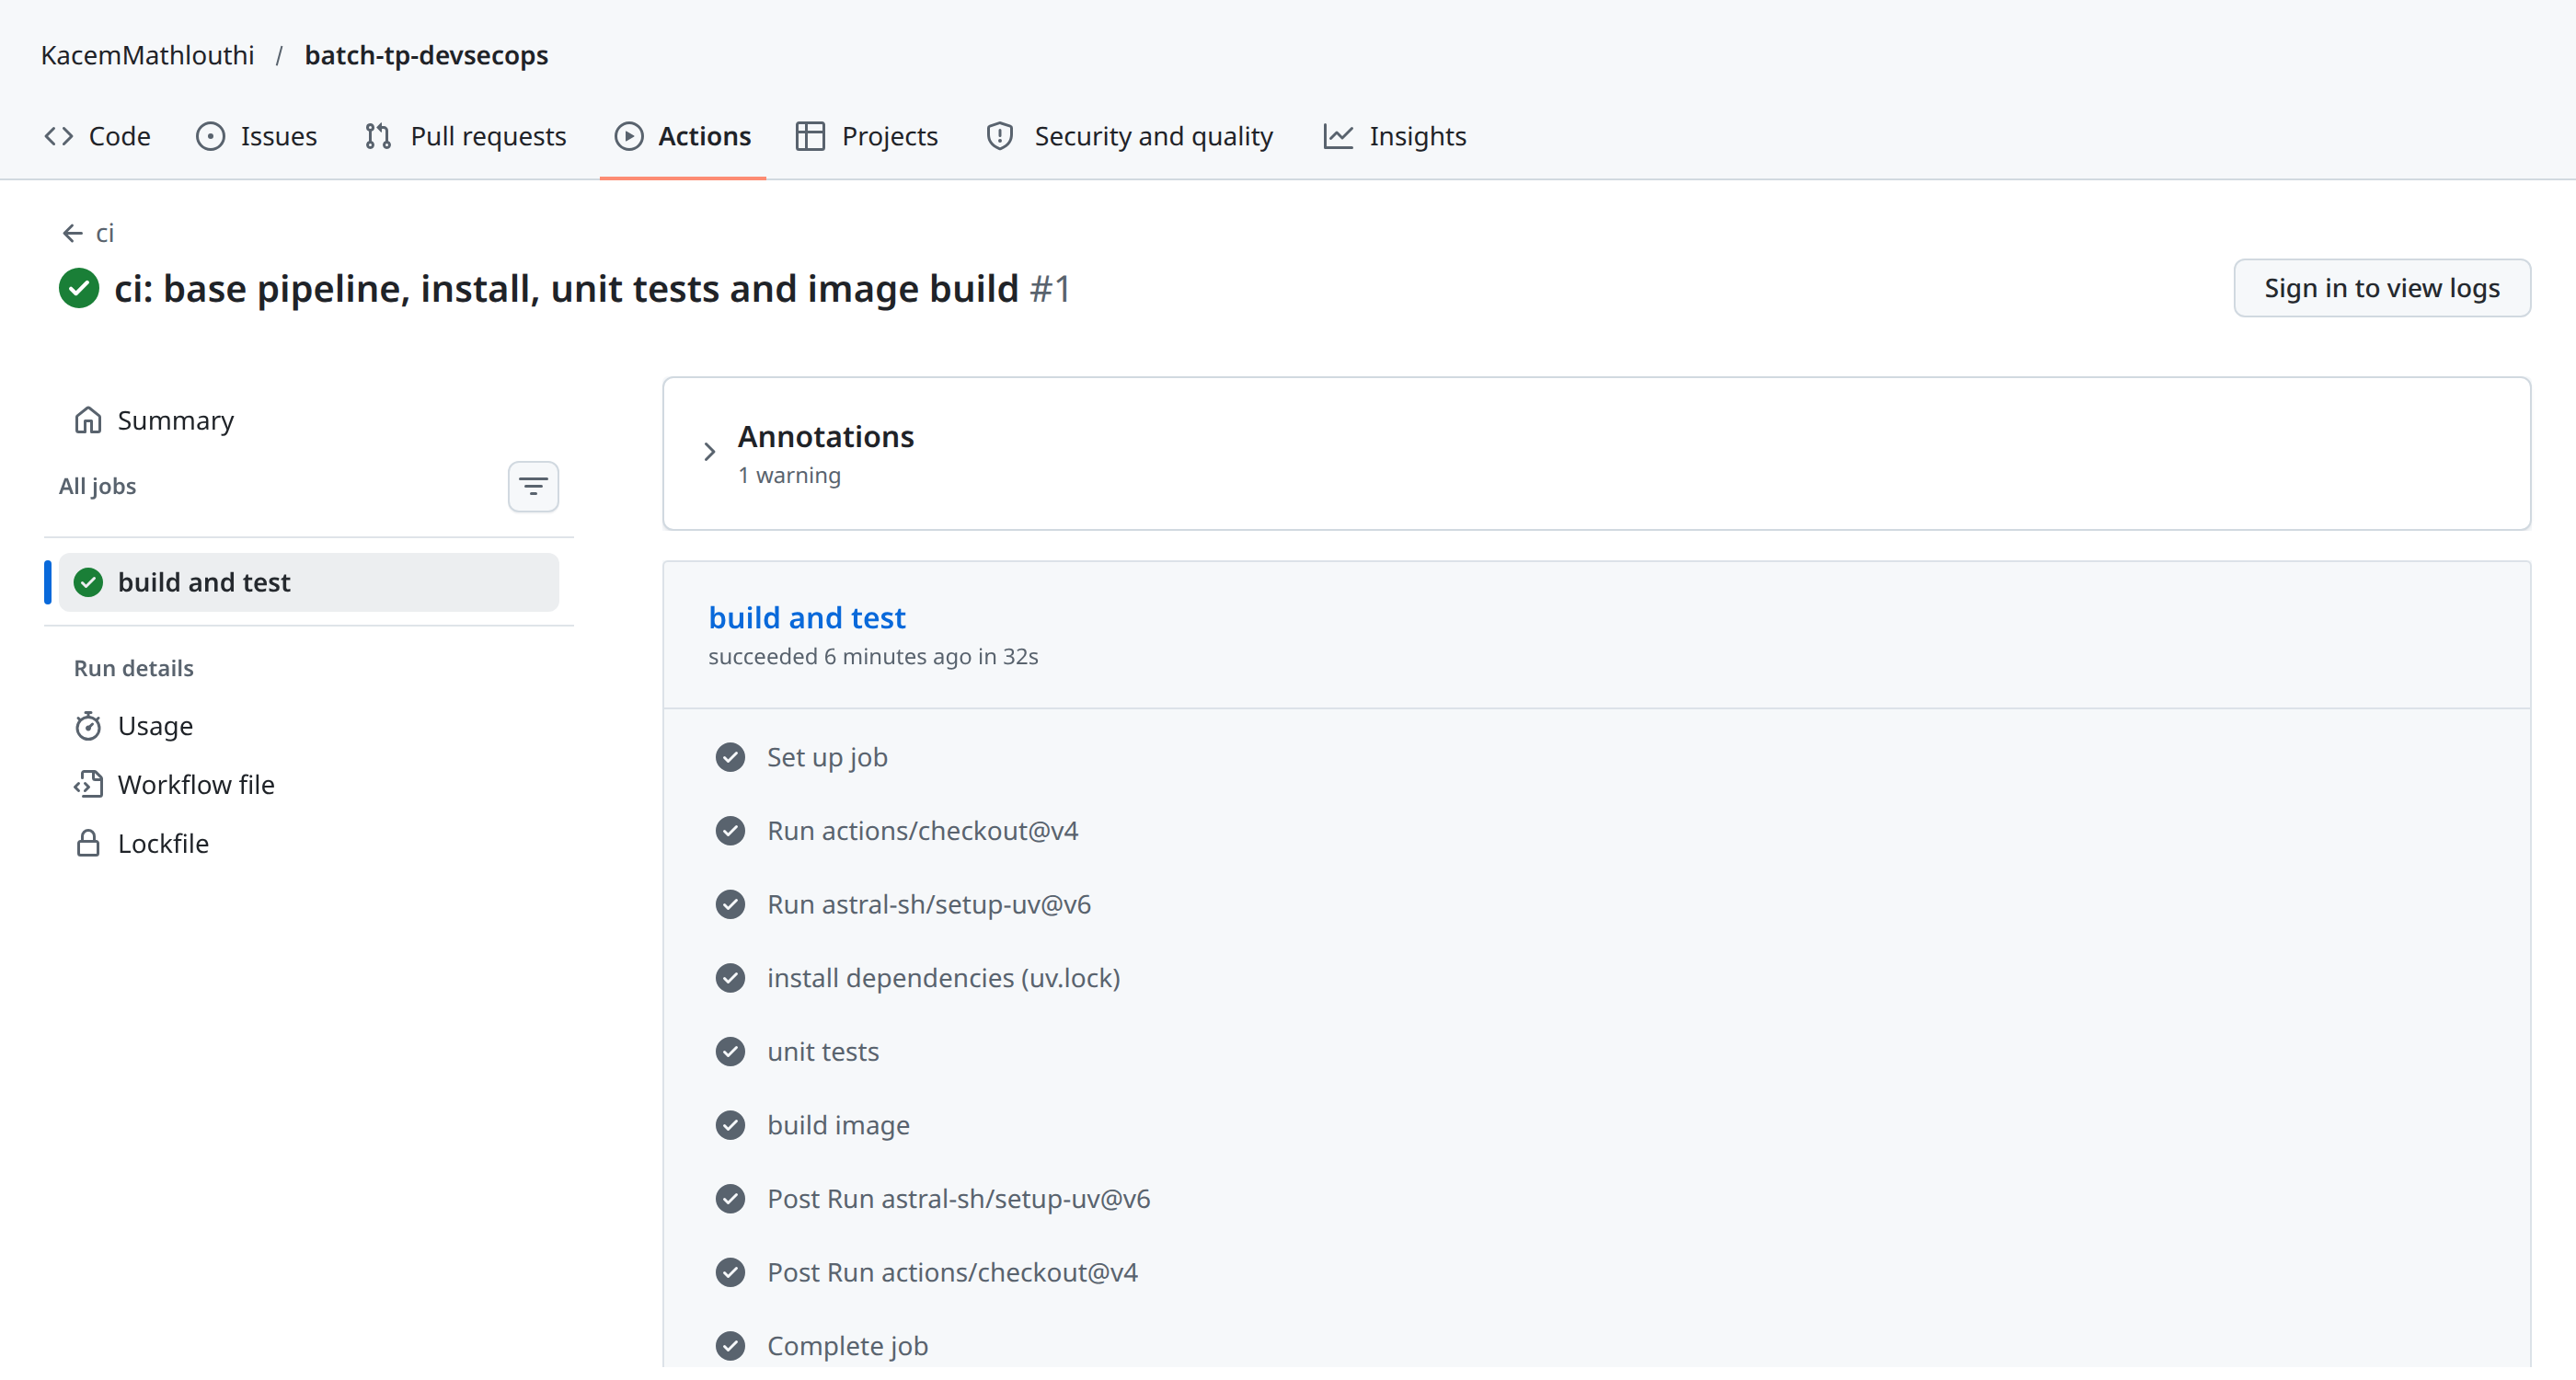 KacemMathlouthi / batch-tp-devsecops
Code Issues Pull requests Actions Projects Security and quality Insights
ci
ci: base pipeline, install, unit tests and image build #1
Sign in to view logs
Summary
All jobs
build and test
Run details
Usage
Workflow file
Lockfile
Annotations
1 warning
build and test
succeeded 6 minutes ago in 32s
Set up job
Run actions/checkout@v4
Run astral-sh/setup-uv@v6
install dependencies (uv.lock)
unit tests
build image
Post Run astral-sh/setup-uv@v6
Post Run actions/checkout@v4
Complete job